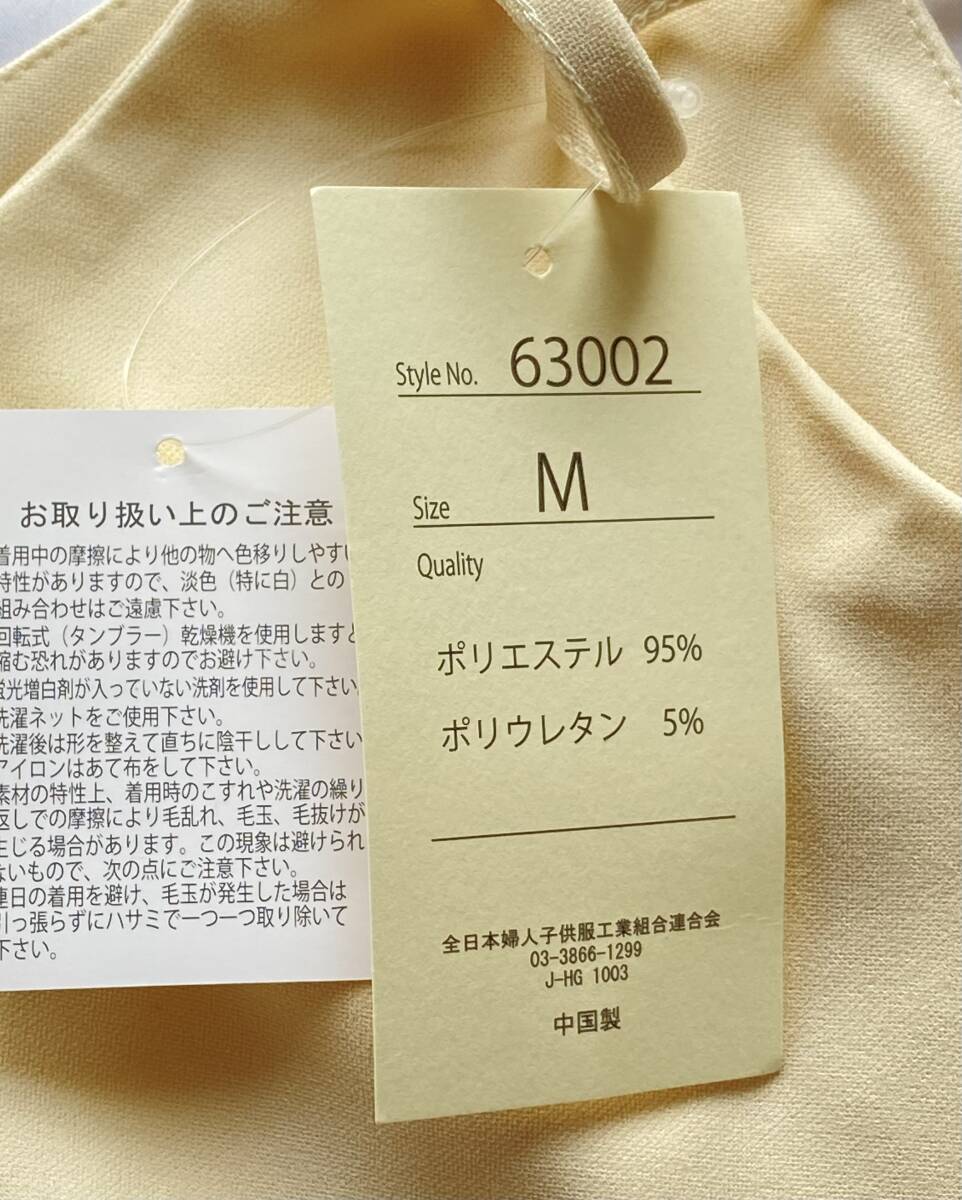 Style No. 63002
Size M
Quality
ポリエステル 95%
ポリウレタン 5%
全日本婦人子供服工業組合連合会
03-3866-1299
J-HG 1003
中国製
お取り扱い上のご注意
着用中の摩擦により他の物へ色移りしやすい
特性がありますので、淡色（特に白）との
組み合わせはご遠慮下さい。
回転式（タンブラー）乾燥機を使用しますと
縮む恐れがありますのでお避け下さい。
蛍光増白剤が入っていない洗剤を使用して下さい。
洗濯ネットをご使用下さい。
洗濯後は形を整えて直ちに陰干しして下さい
アイロンはあて布をして下さい。
素材の特性上、着用時のこすれや洗濯の繰り
返しでの摩擦により毛乱れ、毛玉、毛抜けが
生じる場合があります。この現象は避けられ
ないもので、次の点にご注意下さい。
連日の着用を避け、毛玉が発生した場合は
引っ張らずにハサミで一つ一つ取り除いて
下さい。